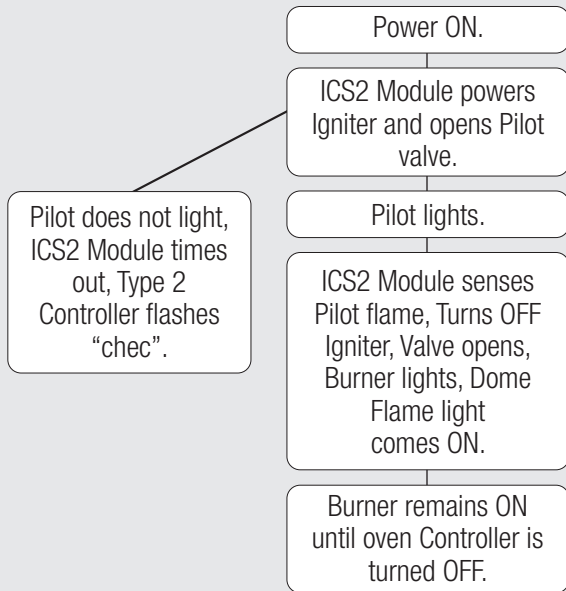 Power ON.
ICS2 Module powers
Igniter and opens Pilot
valve.
Pilot does not light,
ICS2 Module times
out, Type 2
Controller flashes
“chec”.
Pilot lights.
ICS2 Module senses
Pilot flame, Turns OFF
Igniter, Valve opens,
Burner lights, Dome
Flame light
comes ON.
Burner remains ON
until oven Controller is
turned OFF.